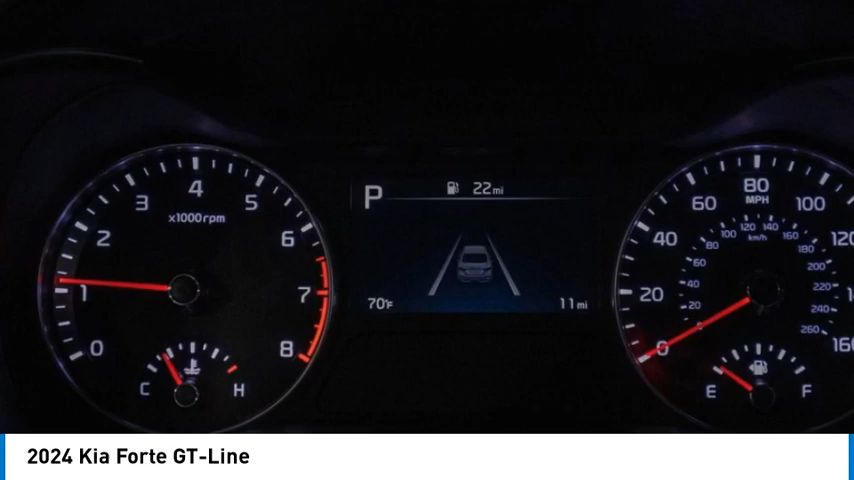 P 22mi
70°F 11mi
0 1 2 3 4 5 6 7 8
x1000rpm
C H
0 20 40 60 80 100 120 160
MPH
20 40 60 80 100 120 140 160 180 200 220 240 260
km/h
E F
2024 Kia Forte GT-Line